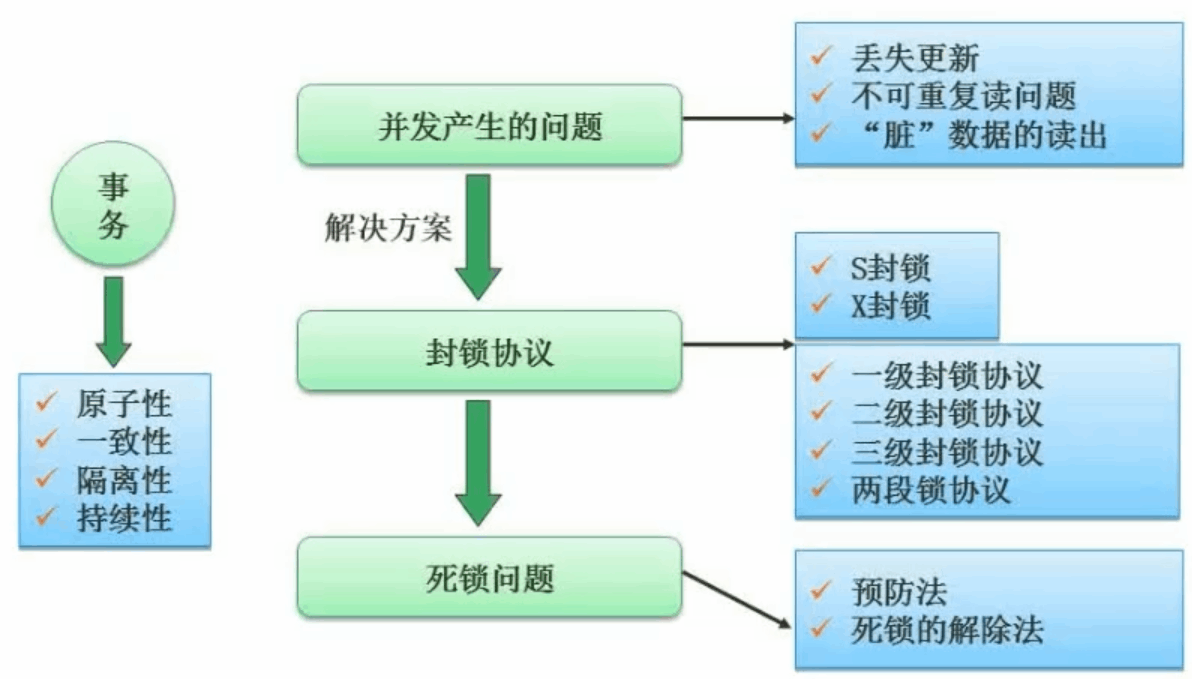 事
务
原子性
一致性
隔离性
持续性
并发产生的问题
丢失更新
不可重复读问题
“脏”数据的读出
解决方案
封锁协议
S封锁
X封锁
一级封锁协议
二级封锁协议
三级封锁协议
两段锁协议
死锁问题
预防法
死锁的解除法